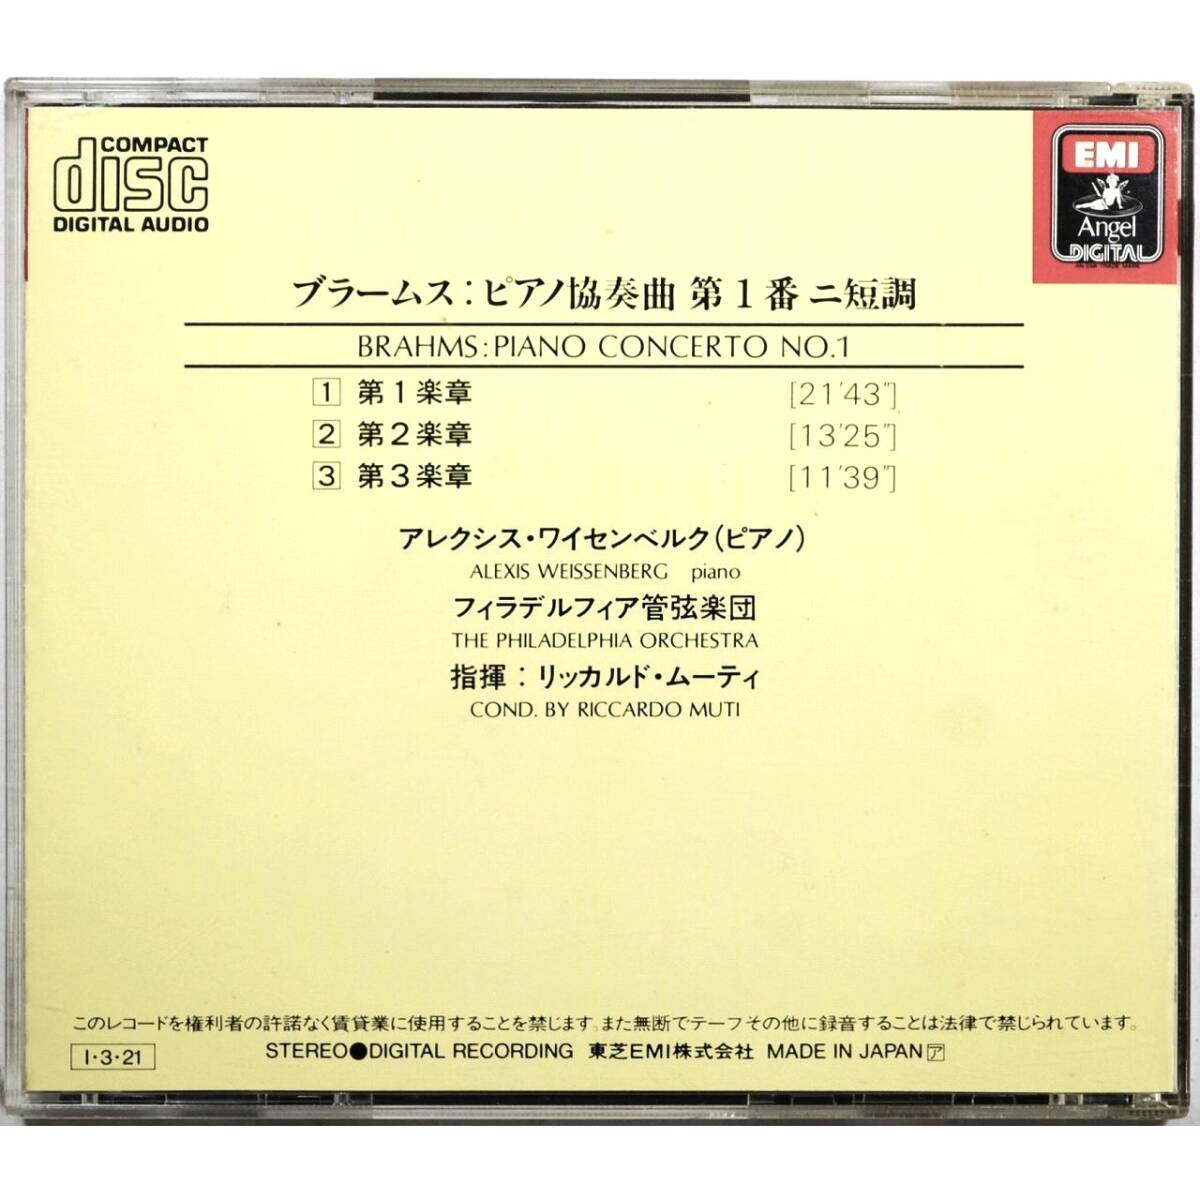 COMPACT
disc
DIGITAL AUDIO
EMI
Angel
DIGITAL
ブラームス:ピアノ協奏曲 第1番 ニ短調
BRAHMS:PIANO CONCERTO NO.1
1 第1楽章 [21'43"]
2 第2楽章 [13'25"]
3 第3楽章 [11'39"]
アレクシス・ワイセンベルク(ピアノ)
ALEXIS WEISSENBERG piano
フィラデルフィア管弦楽団
THE PHILADELPHIA ORCHESTRA
指揮:リッカルド・ムーティ
COND. BY RICCARDO MUTI
このレコードを権利者の許諾なく賃貸業に使用することを禁じます。また無断でテープその他に録音することは法律で禁じられています。
I・3・21
STEREO●DIGITAL RECORDING 東芝EMI株式会社 MADE IN JAPAN ア